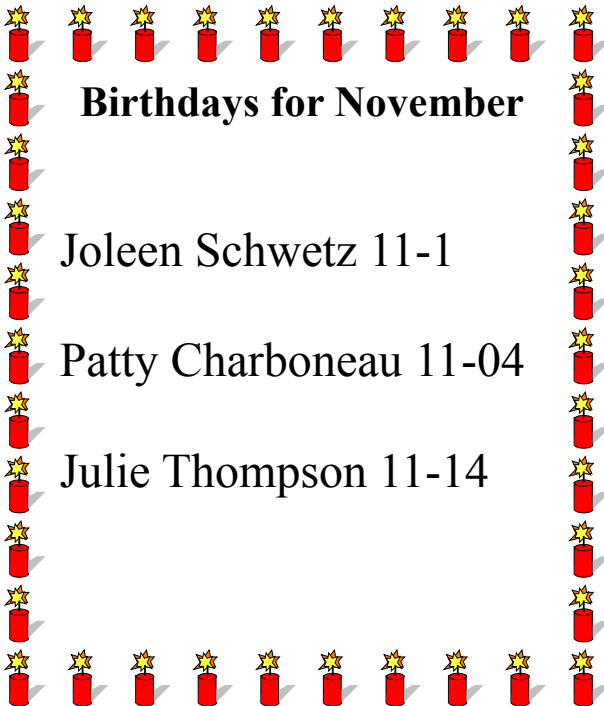 Birthdays for November
Joleen Schwetz 11-1
Patty Charboneau 11-04
Julie Thompson 11-14